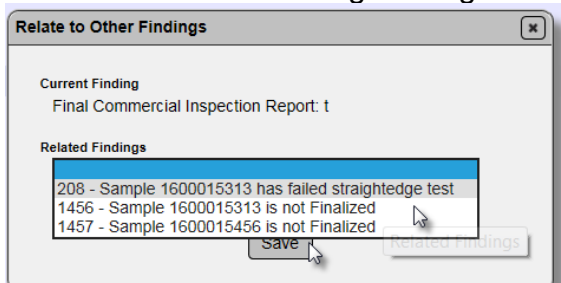 Relate to Other Findings
Current Finding
Final Commercial Inspection Report: t
Related Findings
208 - Sample 1600015313 has failed straightedge test
1456 - Sample 1600015313 is not Finalized
1457 - Sample 1600015456 is not Finalized
Save
Related Findings